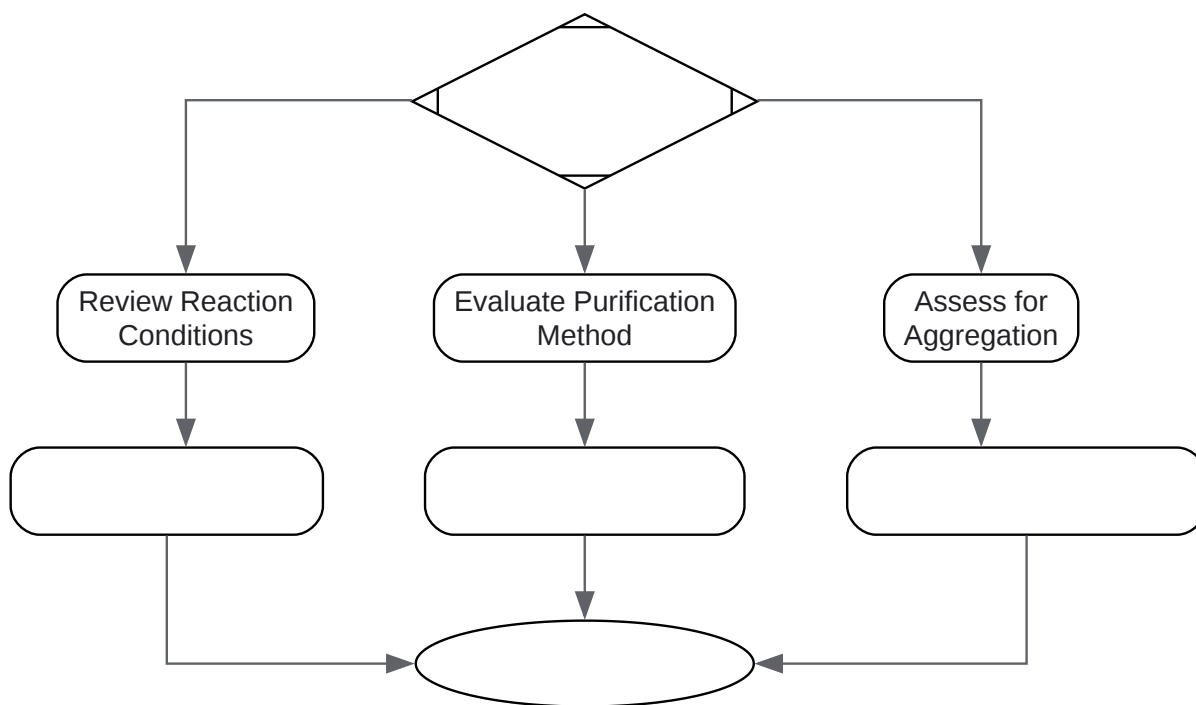 Review Reaction
Conditions
Evaluate Purification
Method
Assess for
Aggregation